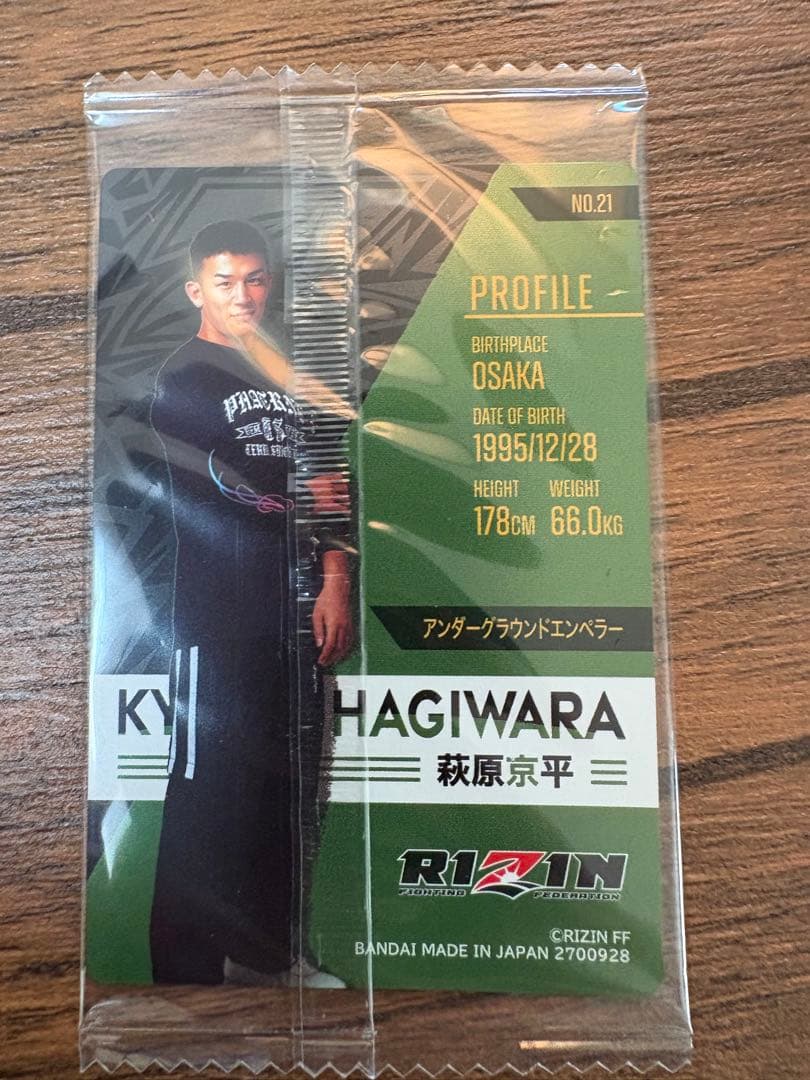 NO.21
PROFILE
BIRTHPLACE
OSAKA
DATE OF BIRTH
1995/12/28
HEIGHT WEIGHT
178CM 66.0KG
アンダーグラウンドエンペラー
KY HAGIWARA
萩原京平
RIZIN
FIGHTING FEDERATION
©RIZIN FF
BANDAI MADE IN JAPAN 2700928